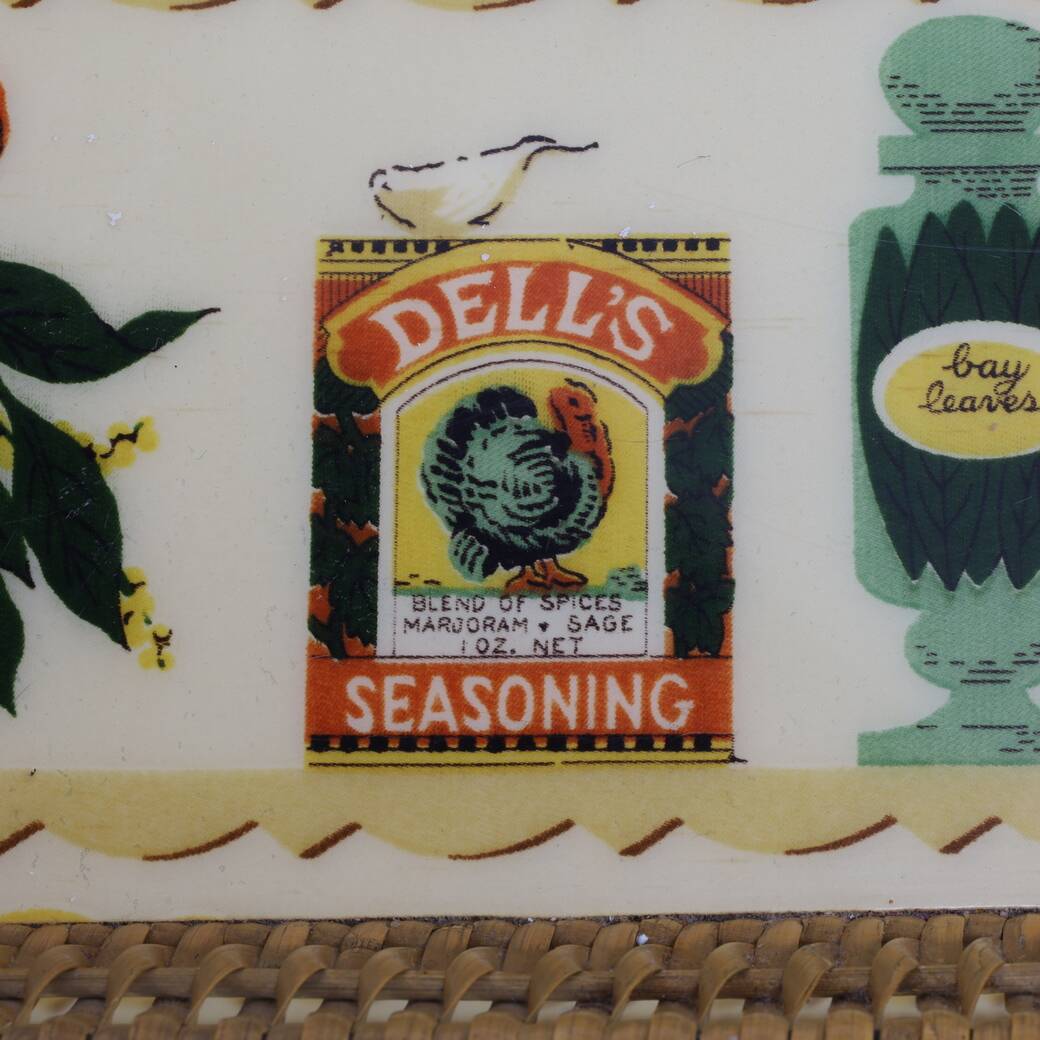 DELL'S
BLEND OF SPICES
MARJORAM ♥ SAGE
1 OZ. NET
SEASONING
bay
leaves